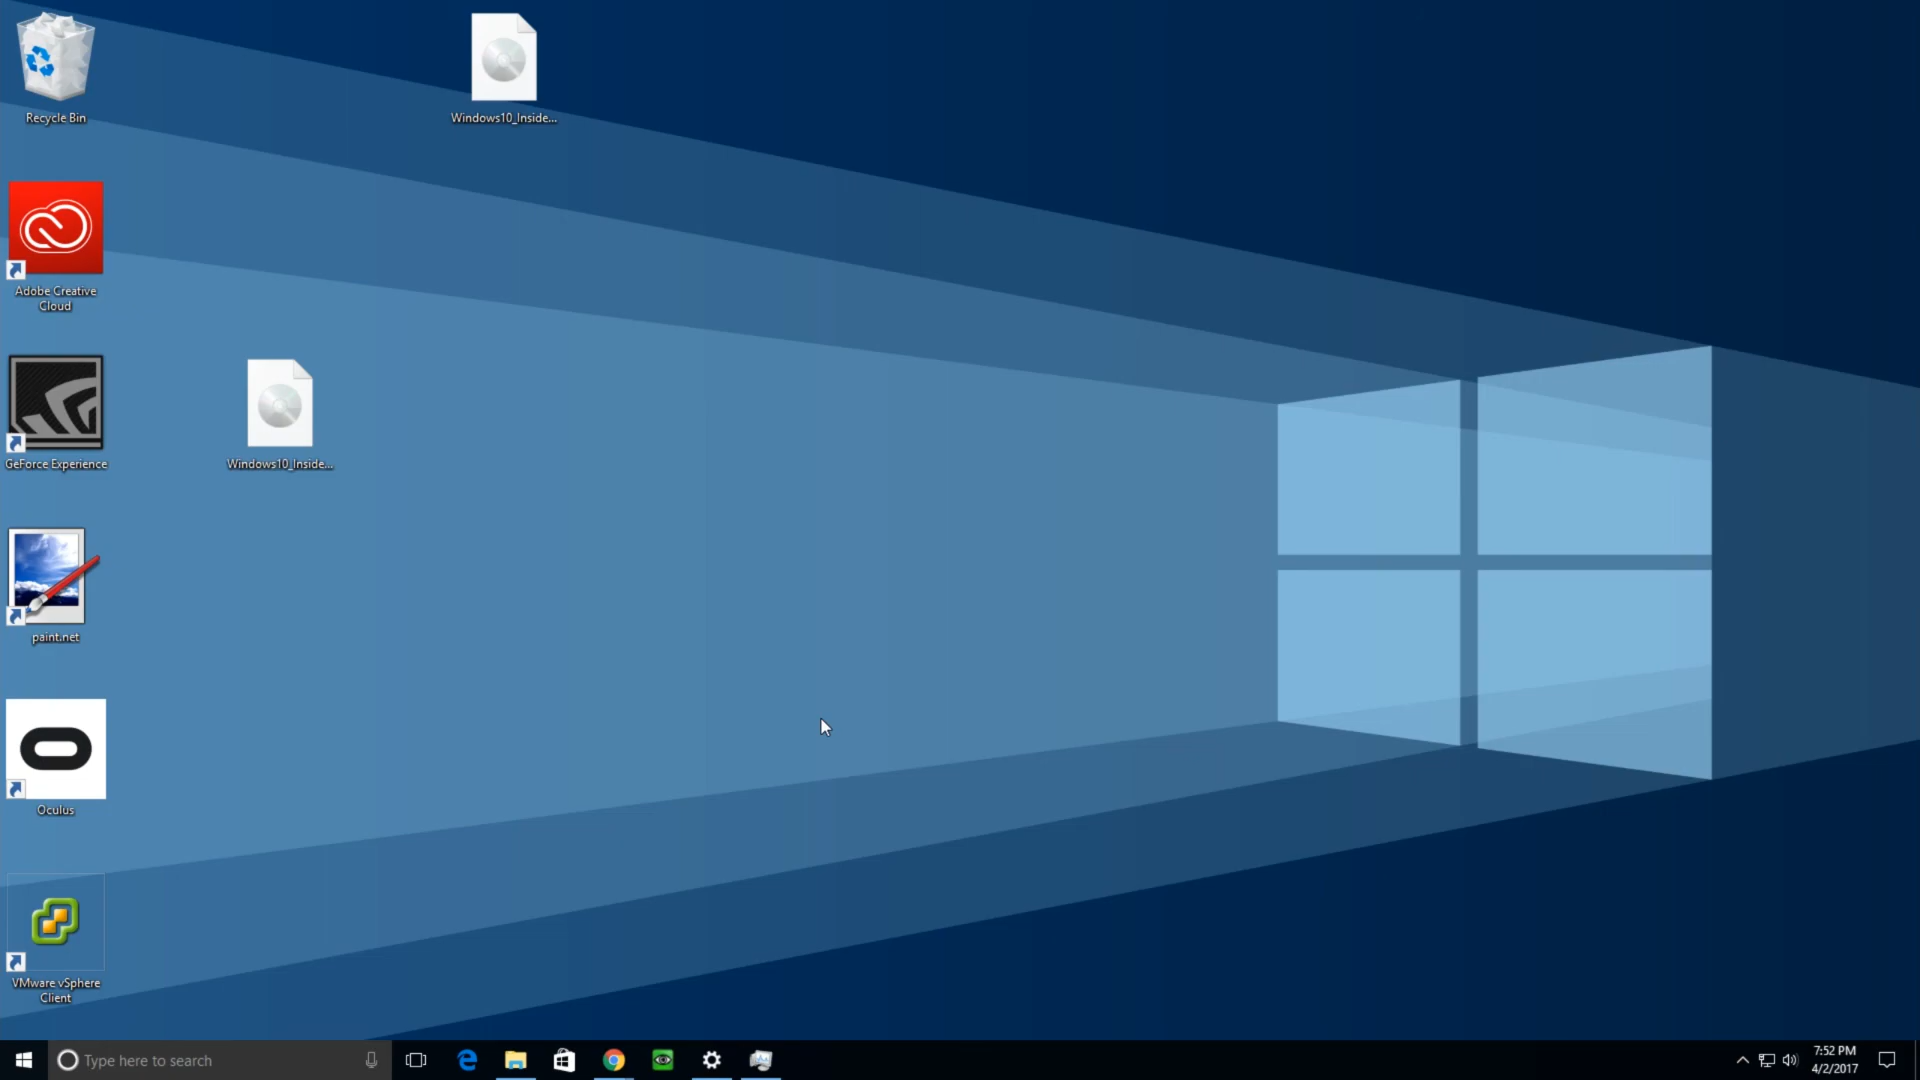 Recycle Bin
Windows10_Inside...
Adobe Creative
Cloud
GeForce Experience
Windows10_Inside...
paint.net
Oculus
VMware vSphere
Client
Type here to search
7:52 PM
4/2/2017